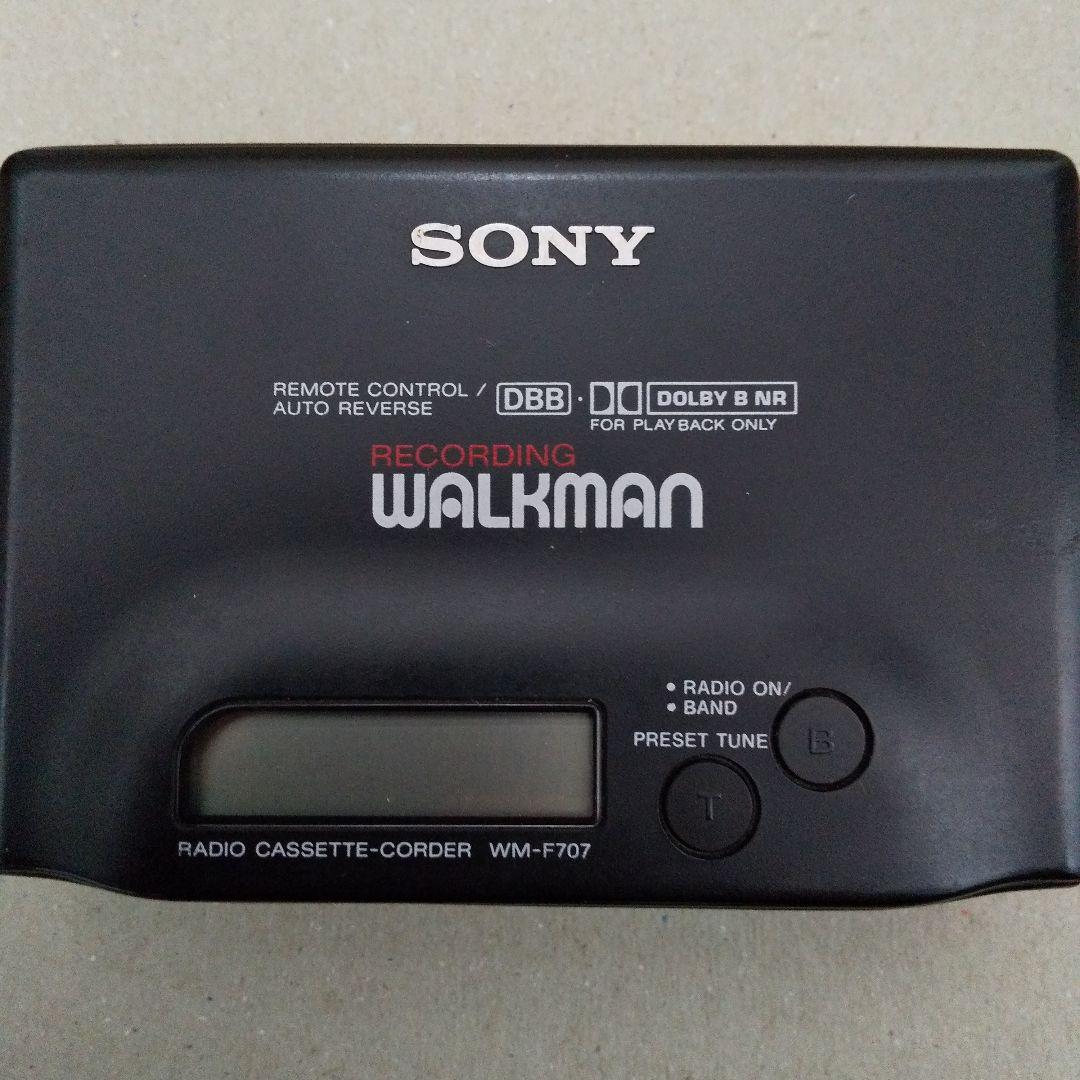 SONY
REMOTE CONTROL /
AUTO REVERSE
DBB · DOLBY B NR
FOR PLAYBACK ONLY
RECORDING
WALKMAN
• RADIO ON/
• BAND
B
PRESET TUNE
T
RADIO CASSETTE-CORDER WM-F707